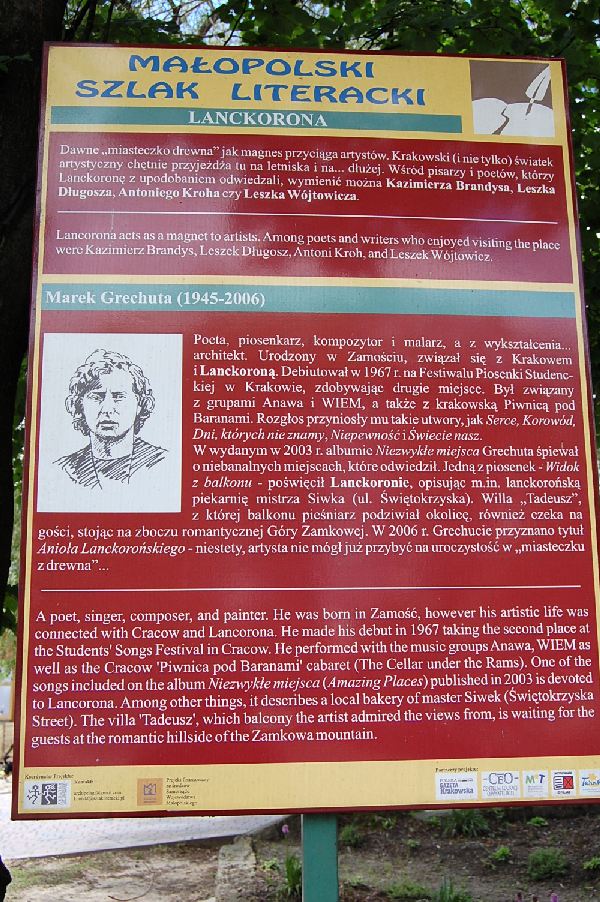 MAŁOPOLSKI
SZLAK LITERACKI
LANCKORONA
Dawne „miasteczko drewna" jak magnes przyciąga artystów. Krakowski (i nie tylko) światek
artystyczny chętnie przyjeżdża tu na letniska i na... dłużej. Wśród pisarzy i poetów, którzy
Lanckoronę z upodobaniem odwiedzali, wymienić można Kazimierza Brandysa, Leszka
Długosza, Antoniego Kroha czy Leszka Wójtowicza.
Lancorona acts as a magnet to artists. Among poets and writers who enjoyed visiting the place
were Kazimierz Brandys, Leszek Długosz, Antoni Kroh, and Leszek Wójtowicz.
Marek Grechuta (1945-2006)
Poeta, piosenkarz, kompozytor i malarz, a z wykształcenia...
architekt. Urodzony w Zamościu, związał się z Krakowem
i Lanckoroną. Debiutował w 1967 r. na Festiwalu Piosenki Studenc-
kiej w Krakowie, zdobywając drugie miejsce. Był związany
z grupami Anawa i WIEM, a także z krakowską Piwnicą pod
Baranami. Rozgłos przyniosły mu takie utwory, jak Serce, Korowód,
Dni, których nie znamy, Niepewność i Świecie nasz.
W wydanym w 2003 r. albumie Niezwykłe miejsca Grechuta śpiewał
o niebanalnych miejscach, które odwiedził. Jedną z piosenek - Widok
z balkonu - poświęcił Lanckoronie, opisując m.in. lanckorońską
piekarnię mistrza Siwka (ul. Świętokrzyska). Willa „Tadeusz",
z której balkonu pieśniarz podziwiał okolicę, również czeka na
gości, stojąc na zboczu romantycznej Góry Zamkowej. W 2006 r. Grechucie przyznano tytuł
Anioła Lanckorońskiego - niestety, artysta nie mógł już przybyć na uroczystość w „miasteczku
z drewna"...
A poet, singer, composer, and painter. He was born in Zamość, however his artistic life was
connected with Cracow and Lancorona. He made his debut in 1967 taking the second place at
the Students' Songs Festival in Cracow. He performed with the music groups Anawa, WIEM as
well as the Cracow 'Piwnica pod Baranami' cabaret (The Cellar under the Rams). One of the
songs included on the album Niezwykłe miejsca (Amazing Places) published in 2003 is devoted
to Lancorona. Among other things, it describes a local bakery of master Siwek (Świętokrzyska
Street). The villa 'Tadeusz', which balcony the artist admired the views from, is waiting for the
guests at the romantic hillside of the Zamkowa mountain.
Koordynator Projektu:
Kontakt:
Projekt finansowany
Samorządu
Województwa
Małopolskiego
Partnerzy projektu:
GAZETA
Krakowska
CEO